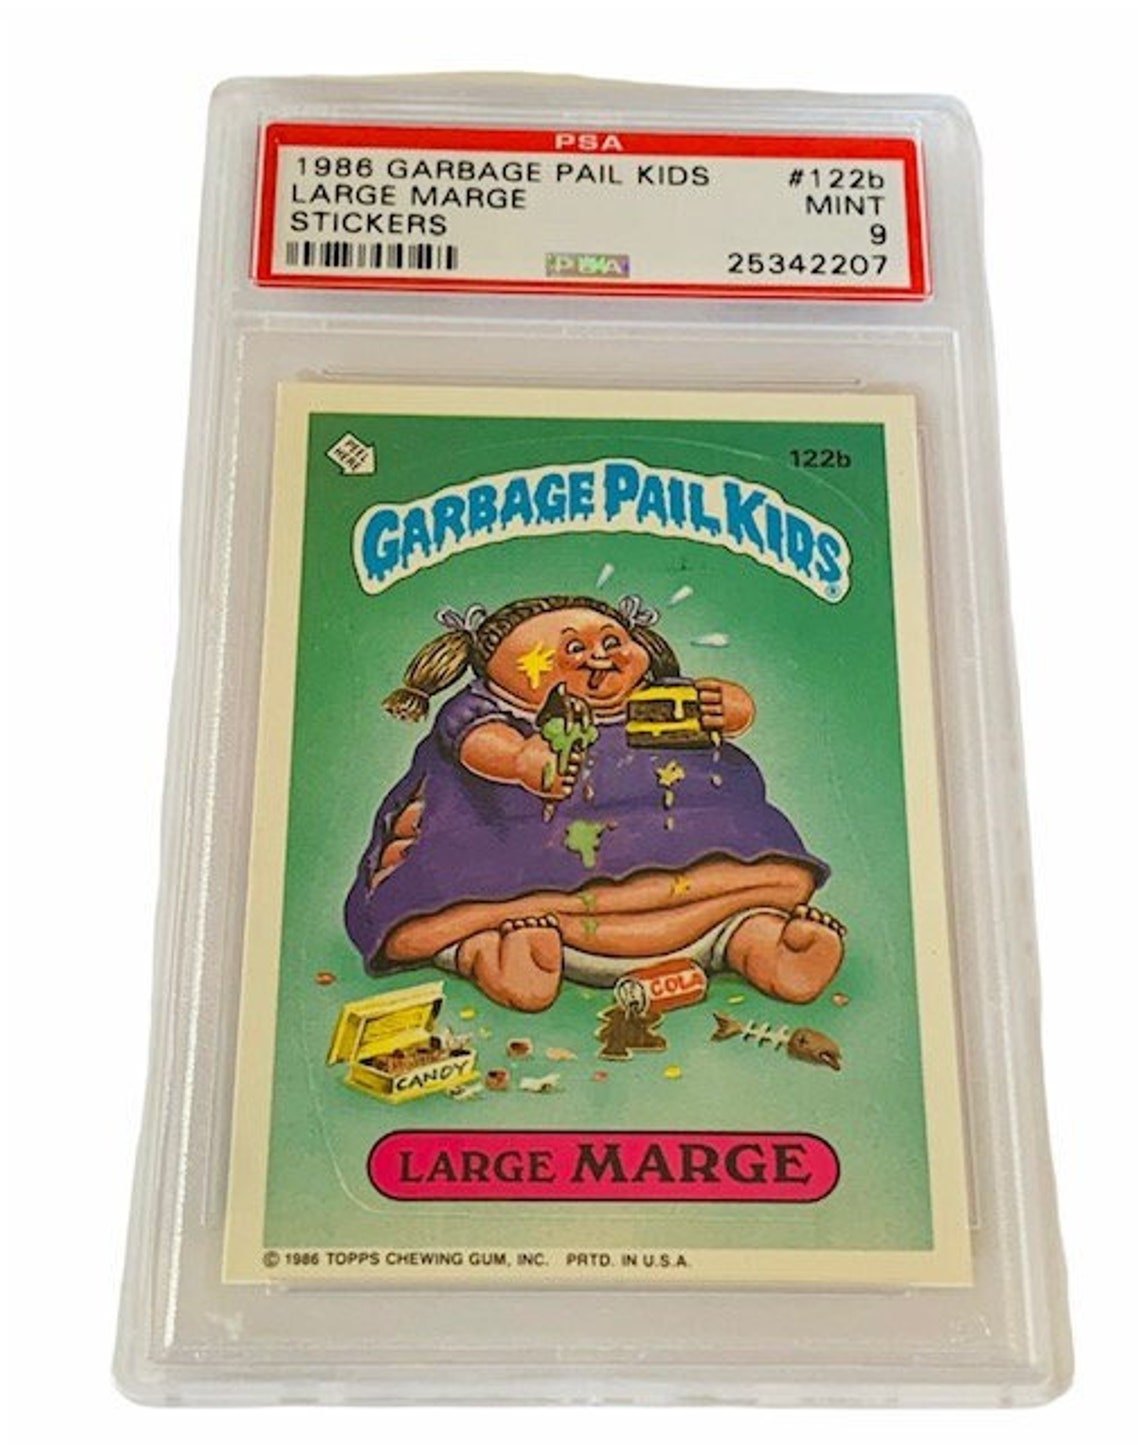 PSA
1986 GARBAGE PAIL KIDS #122b
LARGE MARGE MINT
STICKERS 9
PSA 25342207
PEEL
HERE
122b
GARBAGE PAIL KIDS®
COLA
CANDY
LARGE MARGE
© 1986 TOPPS CHEWING GUM, INC. PRTD. IN U.S.A.